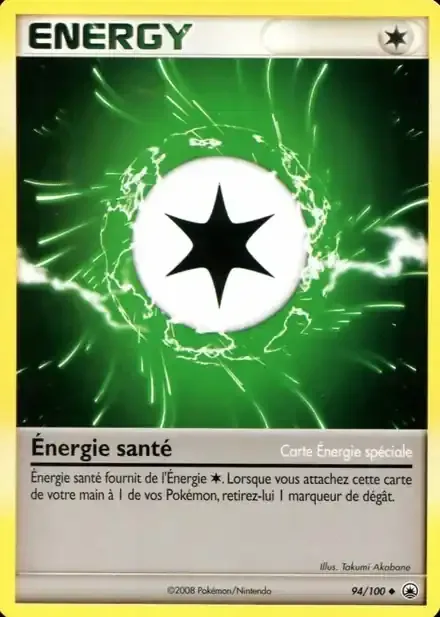 ENERGY
Énergie santé
Carte Énergie spéciale
Énergie santé fournit de l'Énergie ✶. Lorsque vous attachez cette carte
de votre main à 1 de vos Pokémon, retirez-lui 1 marqueur de dégât.
Illus. Takumi Akabane
©2008 Pokémon/Nintendo
94/100 ◆